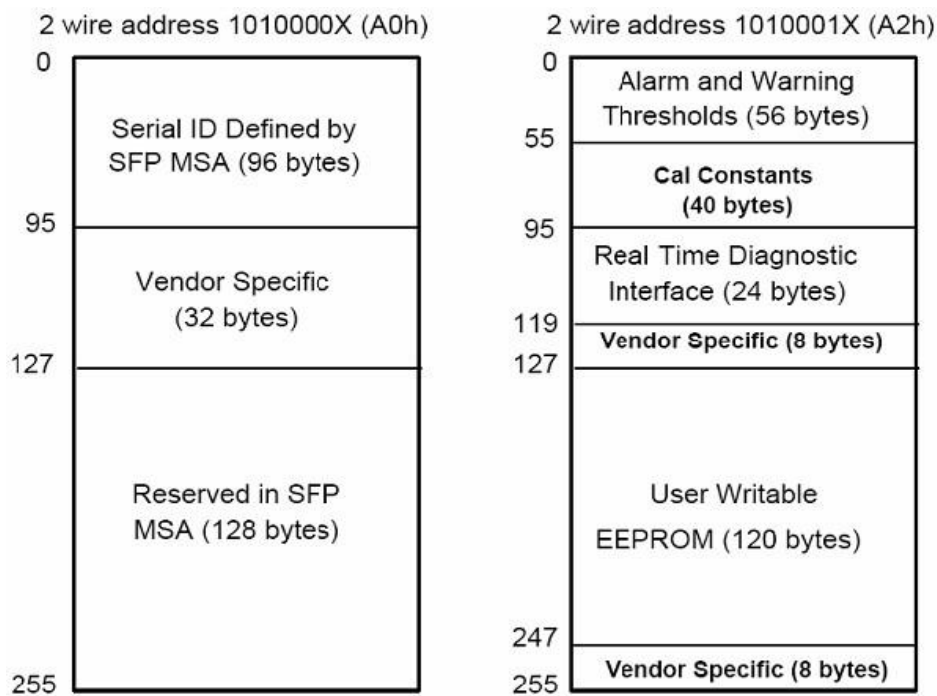 2 wire address 1010000X (A0h)
0
Serial ID Defined by
SFP MSA (96 bytes)
95
Vendor Specific
(32 bytes)
127
Reserved in SFP
MSA (128 bytes)
255
2 wire address 1010001X (A2h)
0
Alarm and Warning
Thresholds (56 bytes)
55
Cal Constants
(40 bytes)
95
Real Time Diagnostic
Interface (24 bytes)
119
Vendor Specific (8 bytes)
127
User Writable
EEPROM (120 bytes)
247
Vendor Specific (8 bytes)
255